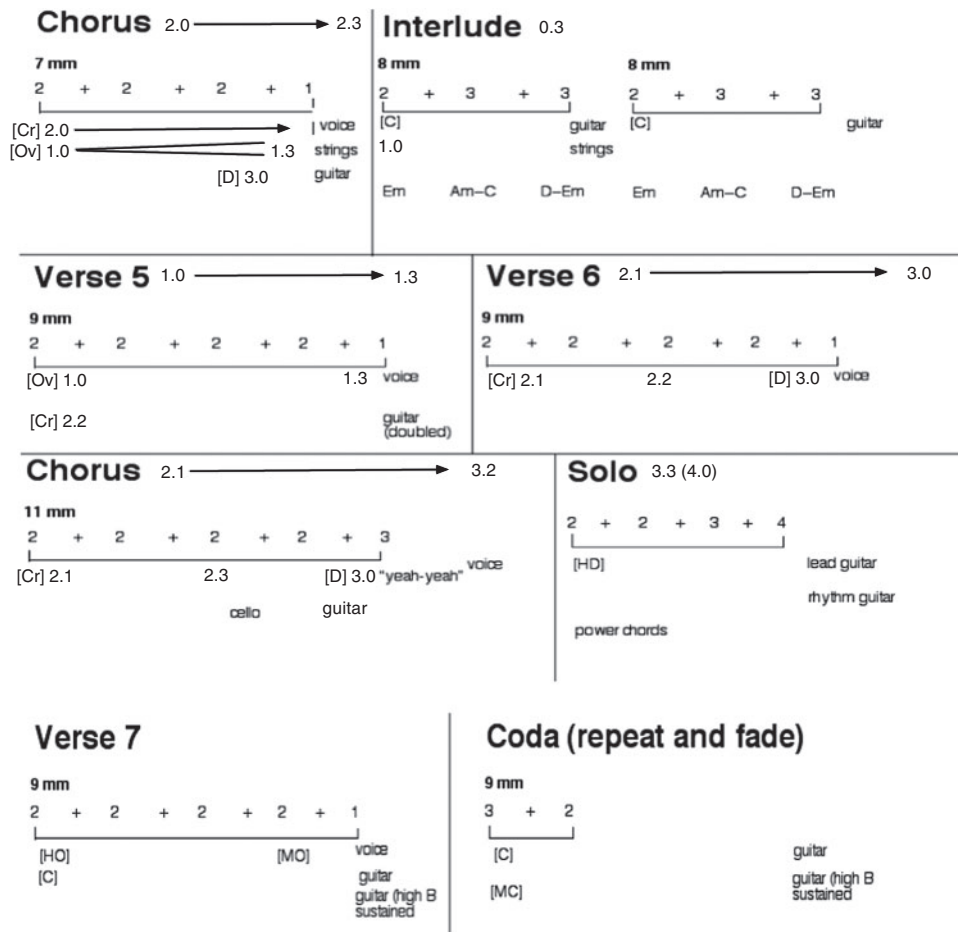 Chorus 2.0 2.3
7 mm
2 + 2 + 2 + 1
[Cr] 2.0 voice
[Ov] 1.0 1.3 strings
[D] 3.0 guitar
Interlude 0.3
8 mm 8 mm
2 + 3 + 3 2 + 3 + 3
[C] guitar [C] guitar
1.0 strings
Em Am–C D–Em Em Am–C D–Em
Verse 5 1.0 1.3
9 mm
2 + 2 + 2 + 2 + 1
[Ov] 1.0 1.3 voice
[Cr] 2.2 guitar
(doubled)
Verse 6 2.1 3.0
9 mm
2 + 2 + 2 + 2 + 1
[Cr] 2.1 2.2 [D] 3.0 voice
Chorus 2.1 3.2
11 mm
2 + 2 + 2 + 2 + 3
[Cr] 2.1 2.3 [D] 3.0 "yeah-yeah" voice
cello guitar
Solo 3.3 (4.0)
2 + 2 + 3 + 4
[HD] lead guitar
rhythm guitar
power chords
Verse 7
9 mm
2 + 2 + 2 + 2 + 1
[HO] [MO] voice
[C] guitar
guitar (high B
sustained
Coda (repeat and fade)
9 mm
3 + 2
[C] guitar
[MC] guitar (high B
sustained